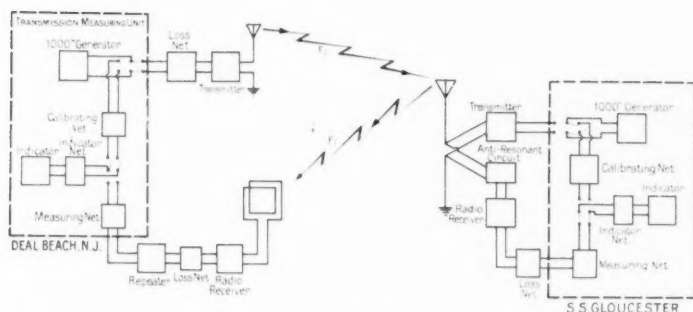 TRANSMISSION MEASURING UNIT
1000~Generator
Calibrating Net
Indicator
Indicator Net.
Measuring Net
DEAL BEACH, N.J.
Loss Net
Transmitter
Repeater
Loss Net
Radio Receiver
Transmitter
Anti-Resonant Circuit
Radio Receiver
Loss Net
1000~Generator
Calibrating Net
Indicator
Indicator Net.
Measuring Net.
S.S. GLOUCESTER